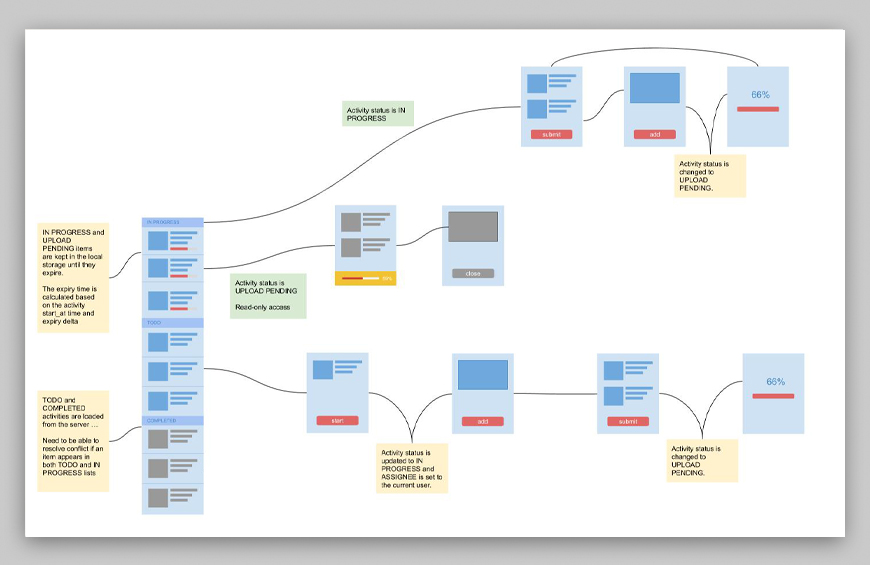 Activity status is IN
PROGRESS
submit
add
66%
Activity status is
changed to
UPLOAD
PENDING.
IN PROGRESS and
UPLOAD
PENDING items
are kept in the local
storage until they
expire.
The expiry time is
calculated based
on the activity
start_at time and
expiry delta
IN PROGRESS
TODO
COMPLETED
Activity status is
UPLOAD PENDING
Read-only access
close
TODO and
COMPLETED
activities are loaded
from the server ....
Need to be able to
resolve conflict if an
item appears in
both TODO and IN
PROGRESS lists
start
add
submit
66%
Activity status is
updated to IN
PROGRESS and
ASSIGNEE is set to
the current user.
Activity status is
changed to
UPLOAD
PENDING.